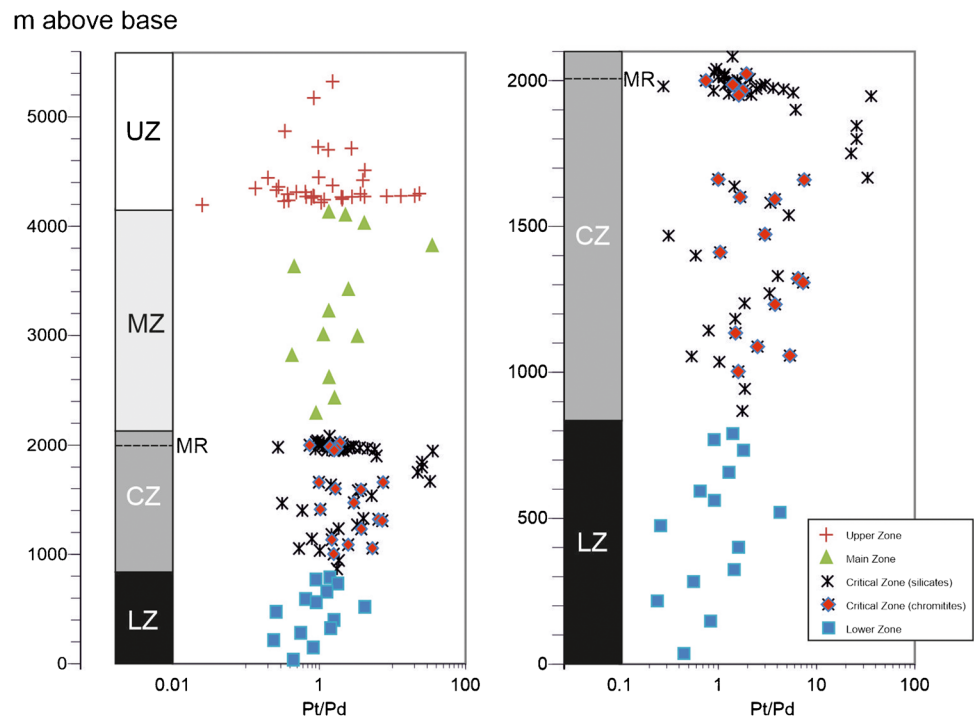 m above base
5000
4000
3000
2000
1000
0
UZ
MZ
CZ
LZ
MR
0.01
1
100
Pt/Pd
2000
1500
1000
500
0
CZ
LZ
MR
0.1
1
10
100
Pt/Pd
Upper Zone
Main Zone
Critical Zone (silicates)
Critical Zone (chromitites)
Lower Zone